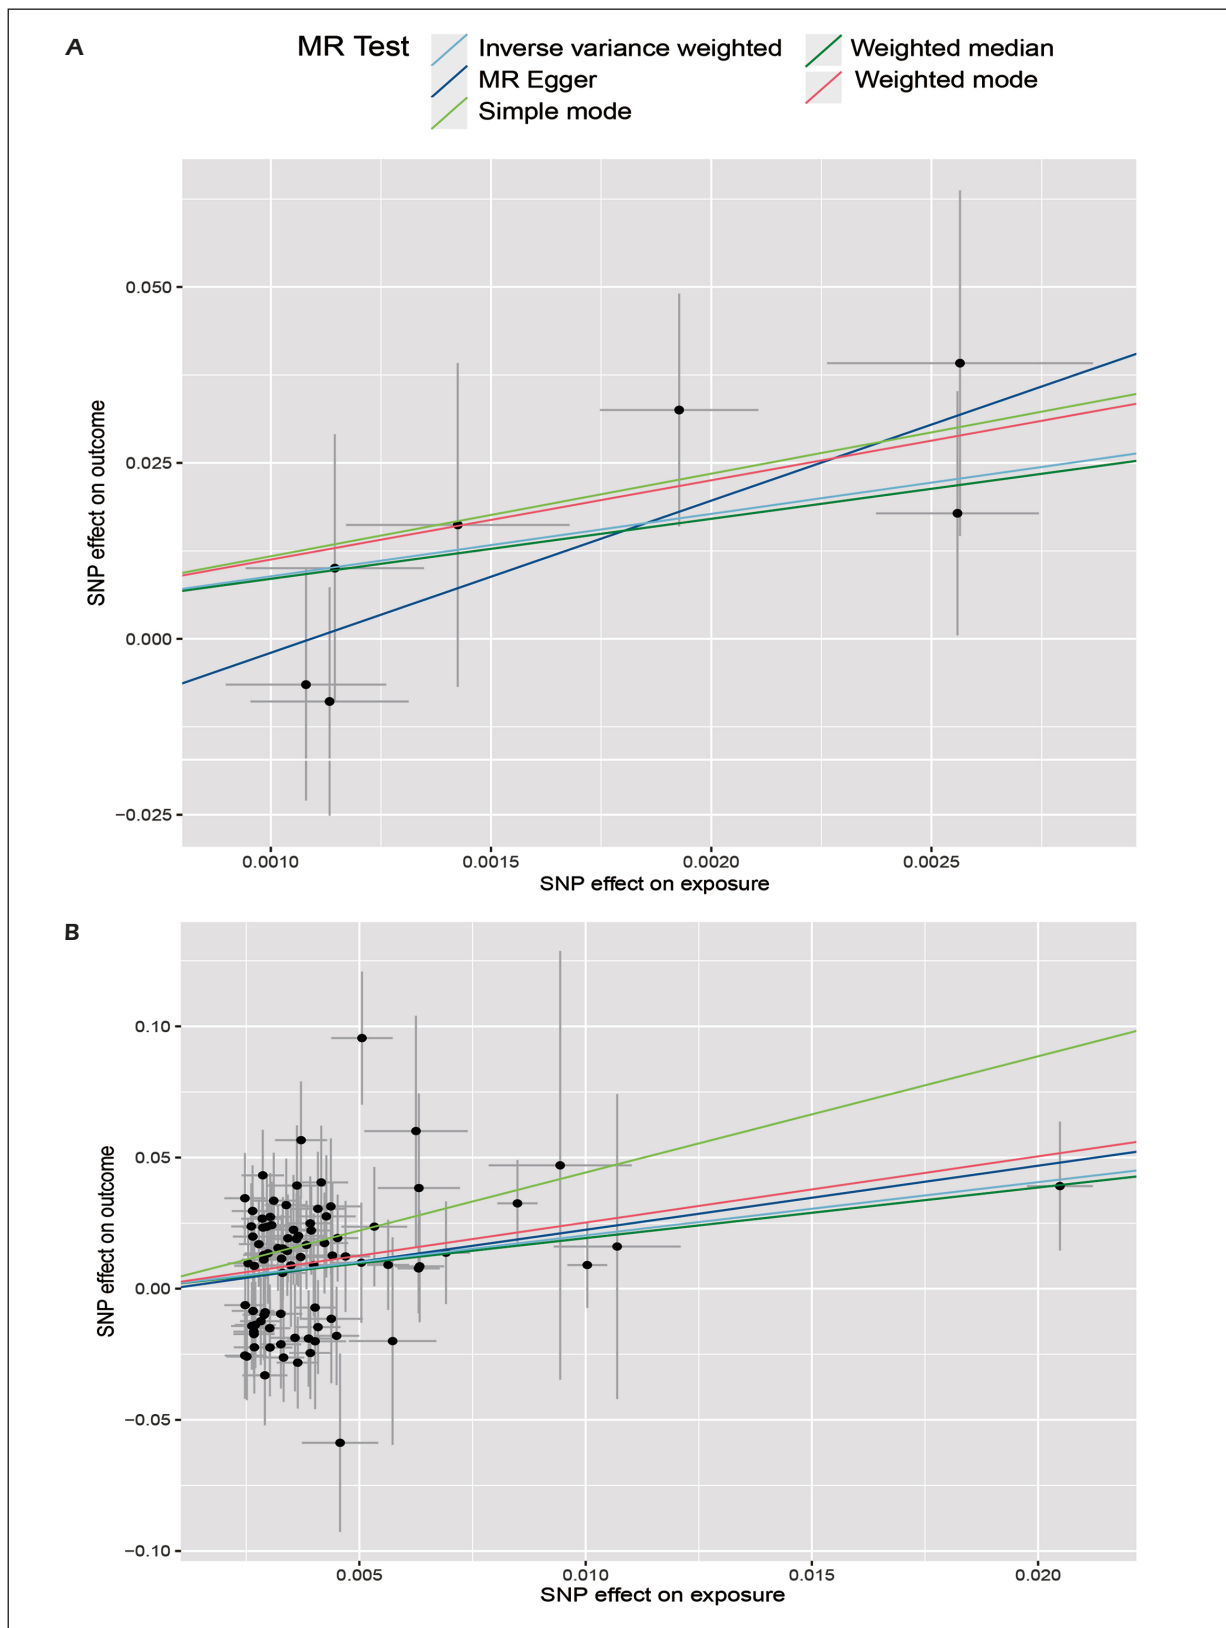 A
MR Test
Inverse variance weighted
Weighted median
MR Egger
Weighted mode
Simple mode
SNP effect on outcome
0.050
0.025
0.000
−0.025
0.0010
0.0015
0.0020
0.0025
SNP effect on exposure
B
SNP effect on outcome
0.10
0.05
0.00
−0.05
−0.10
0.005
0.010
0.015
0.020
SNP effect on exposure